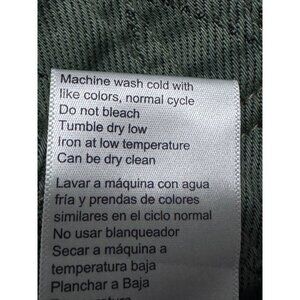 Machine wash cold with
like colors, normal cycle
Do not bleach
Tumble dry low
Iron at low temperature
Can be dry clean
Lavar a máquina con agua
fría y prendas de colores
similares en el ciclo normal
No usar blanqueador
Secar a máquina a
temperatura baja
Planchar a Baja